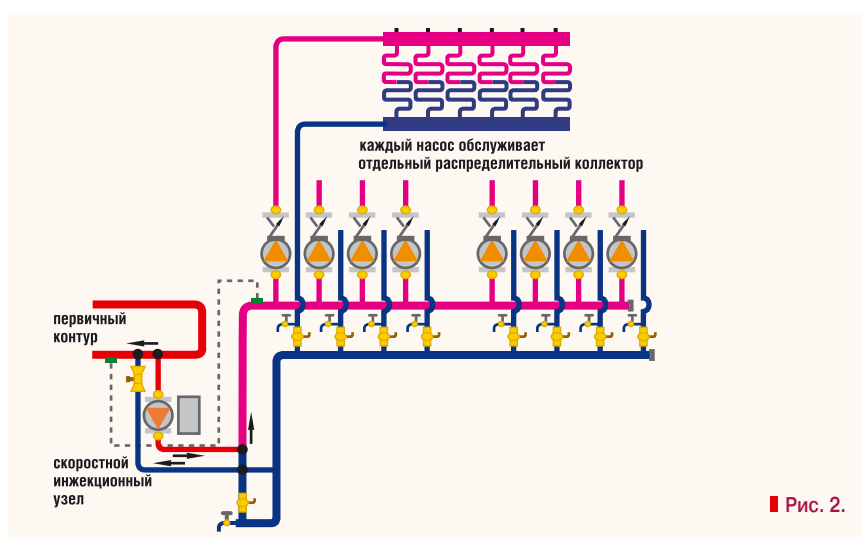 каждый насос обслуживает
отдельный распределительный коллектор
первичный
контур
скоростной
инжекционный
узел
Рис. 2.